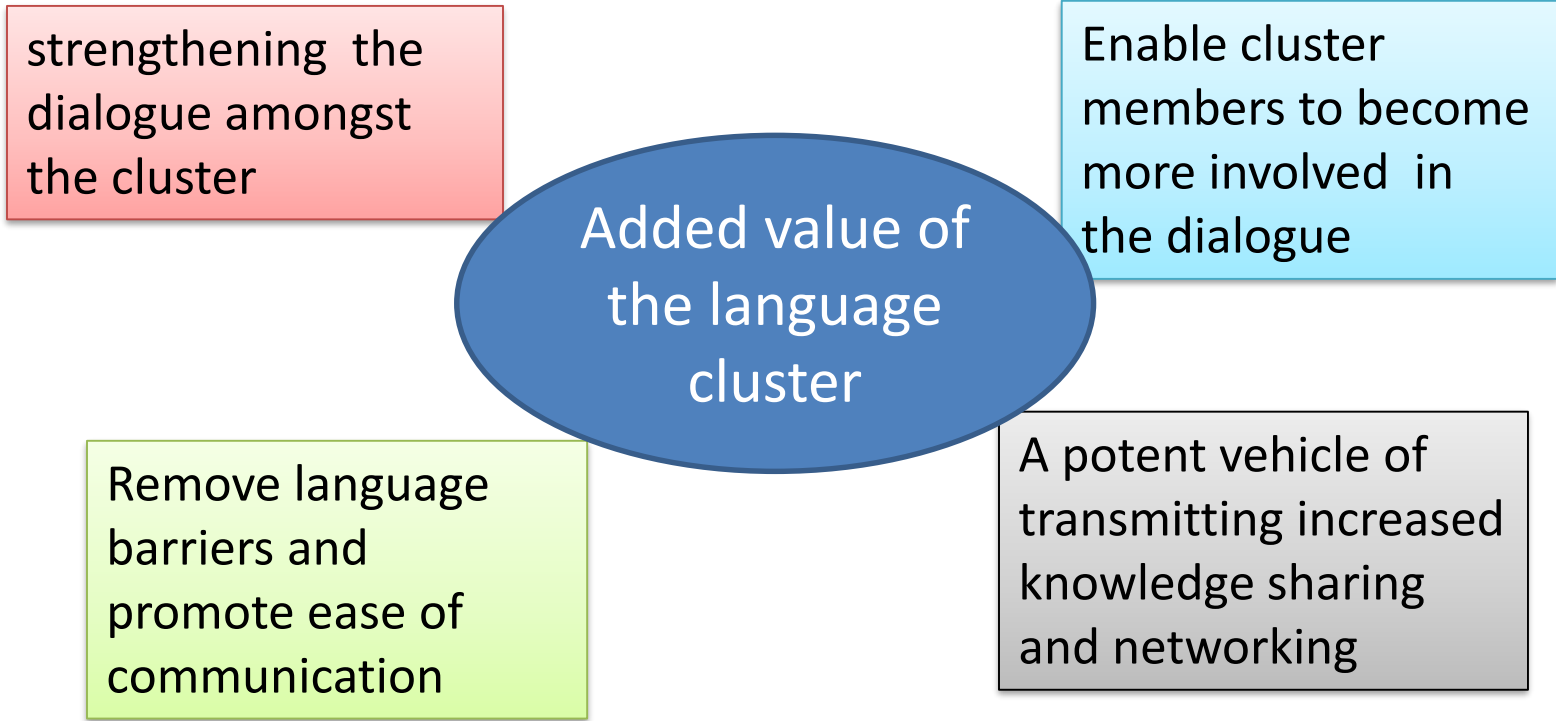 strengthening  the
dialogue amongst
the cluster
Enable cluster
members to become
more involved  in
the dialogue
Added value of
the language
cluster
Remove language
barriers and
promote ease of
communication
A potent vehicle of
transmitting increased
knowledge sharing
and networking